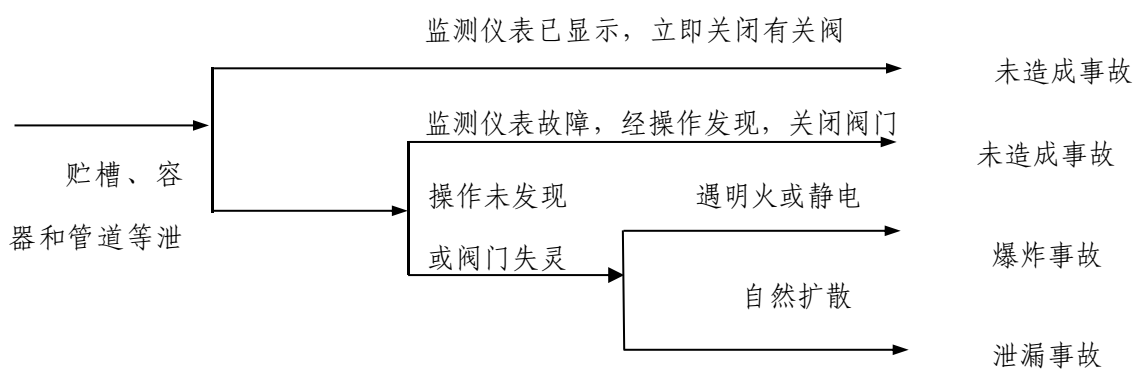 监测仪表已显示，立即关闭有关阀
未造成事故
监测仪表故障，经操作发现，关闭阀门
未造成事故
贮槽、容
器和管道等泄
操作未发现
或阀门失灵
遇明火或静电
爆炸事故
自然扩散
泄漏事故